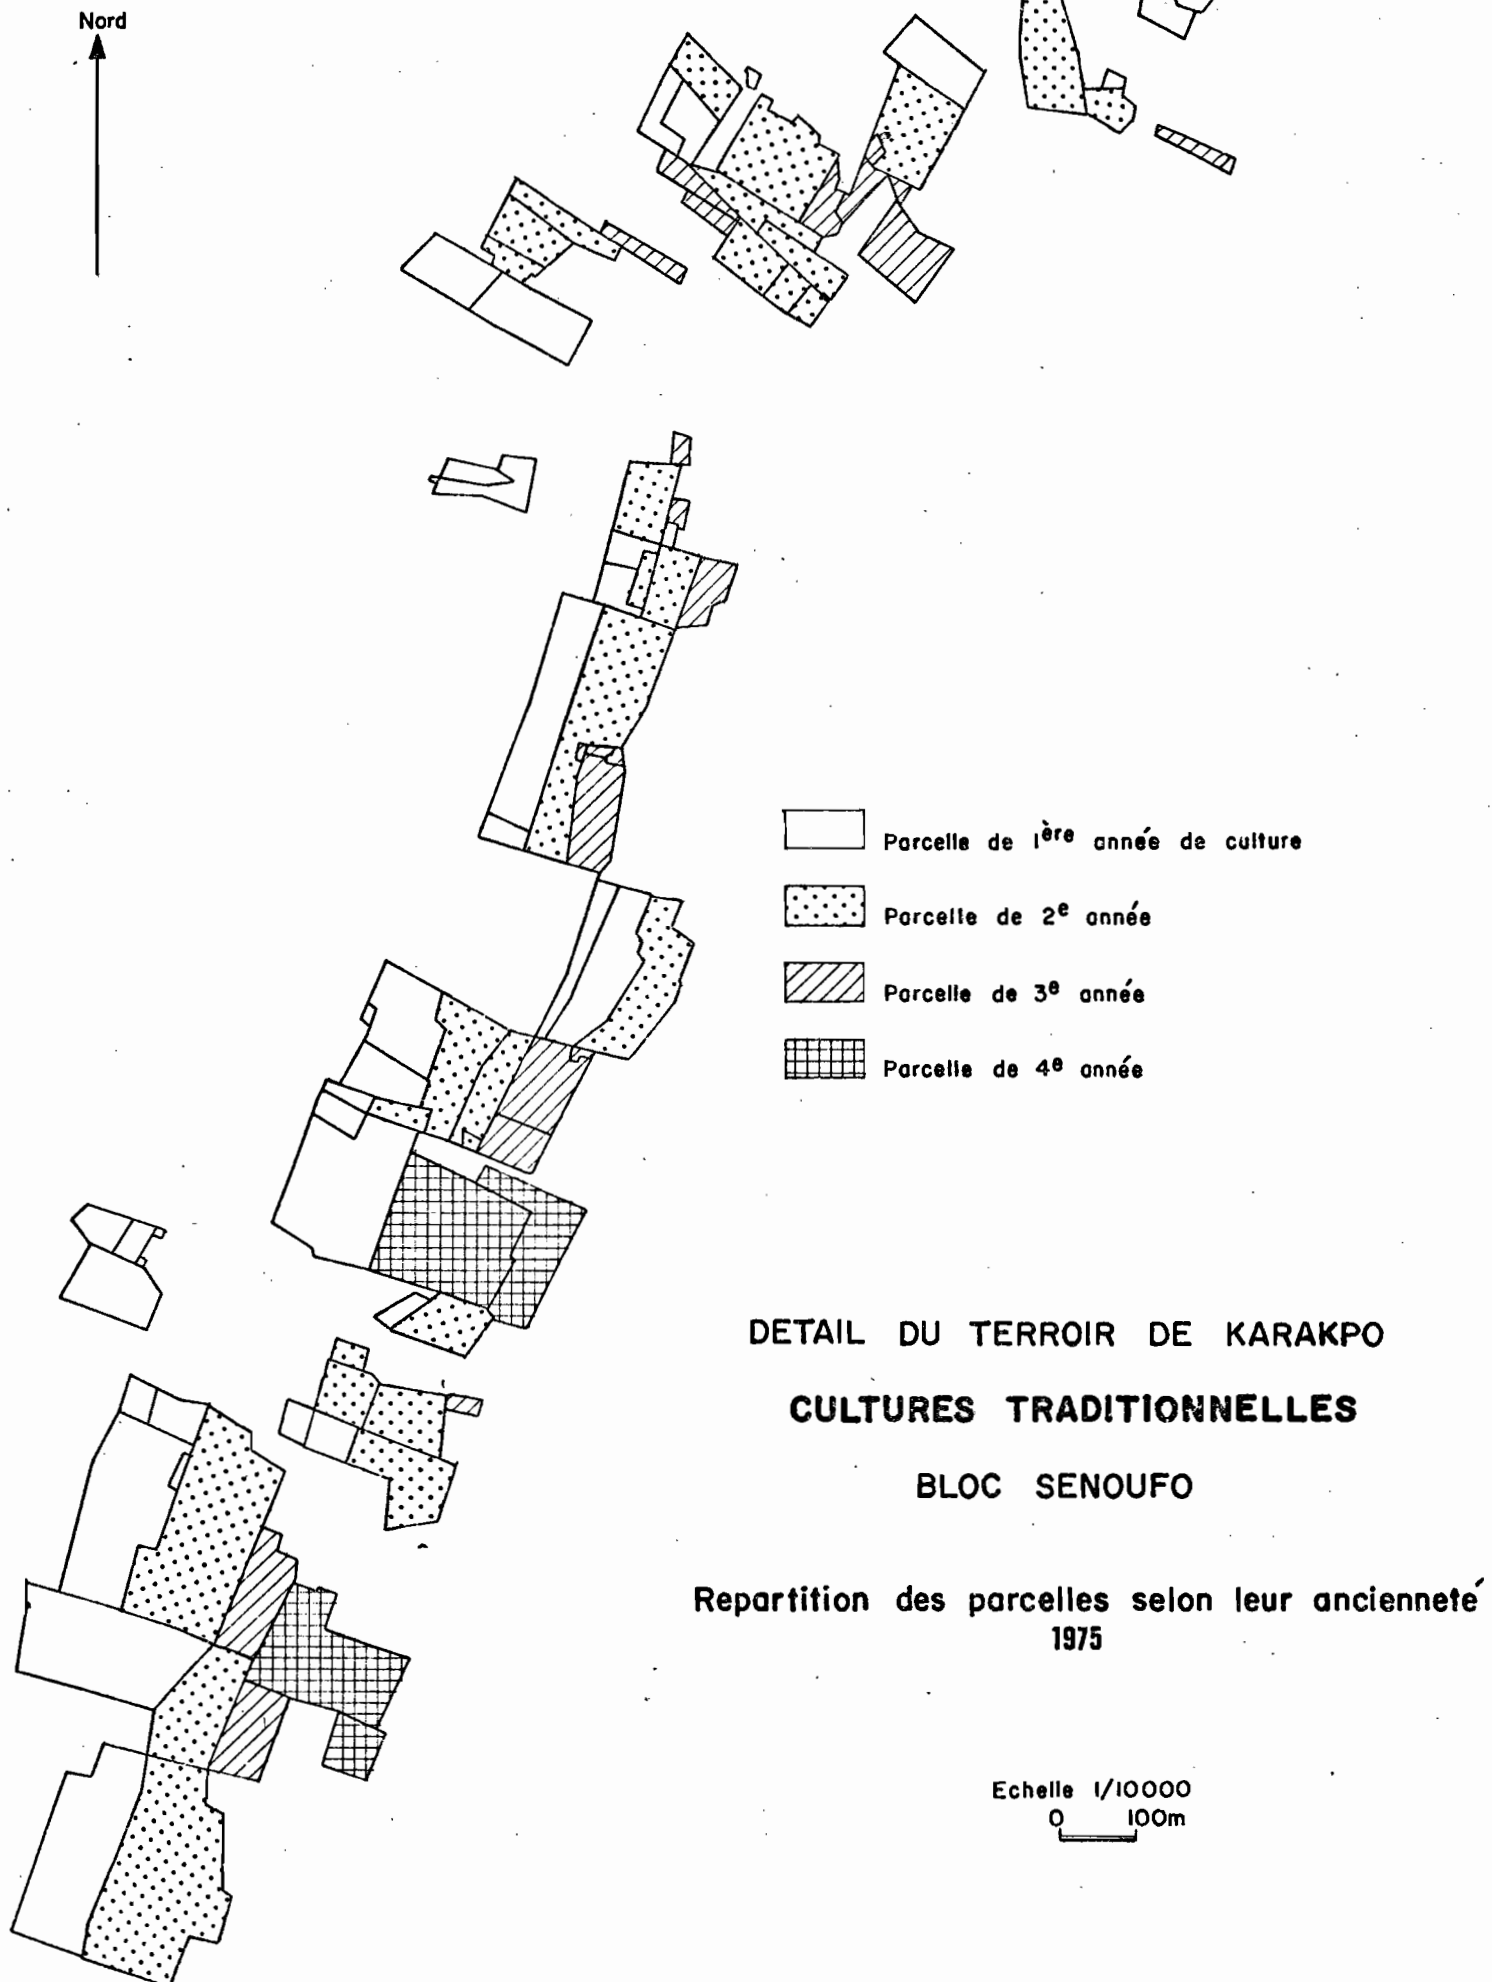 Nord
Parcelle de 1ère année de culture
Parcelle de 2e année
Parcelle de 3e année
Parcelle de 4e année
DETAIL DU TERROIR DE KARAKPO
CULTURES TRADITIONNELLES
BLOC SENOUFO
Repartition des parcelles selon leur ancienneté
1975
Echelle 1/10000
0 100m